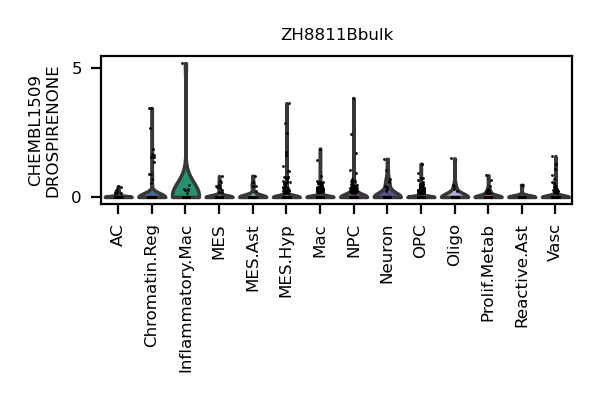 ZH8811Bbulk
CHEMBL1509
DROSPIRENONE
5
0
AC
Chromatin.Reg
Inflammatory.Mac
MES
MES.Ast
MES.Hyp
Mac
NPC
Neuron
OPC
Oligo
Prolif.Metab
Reactive.Ast
Vasc